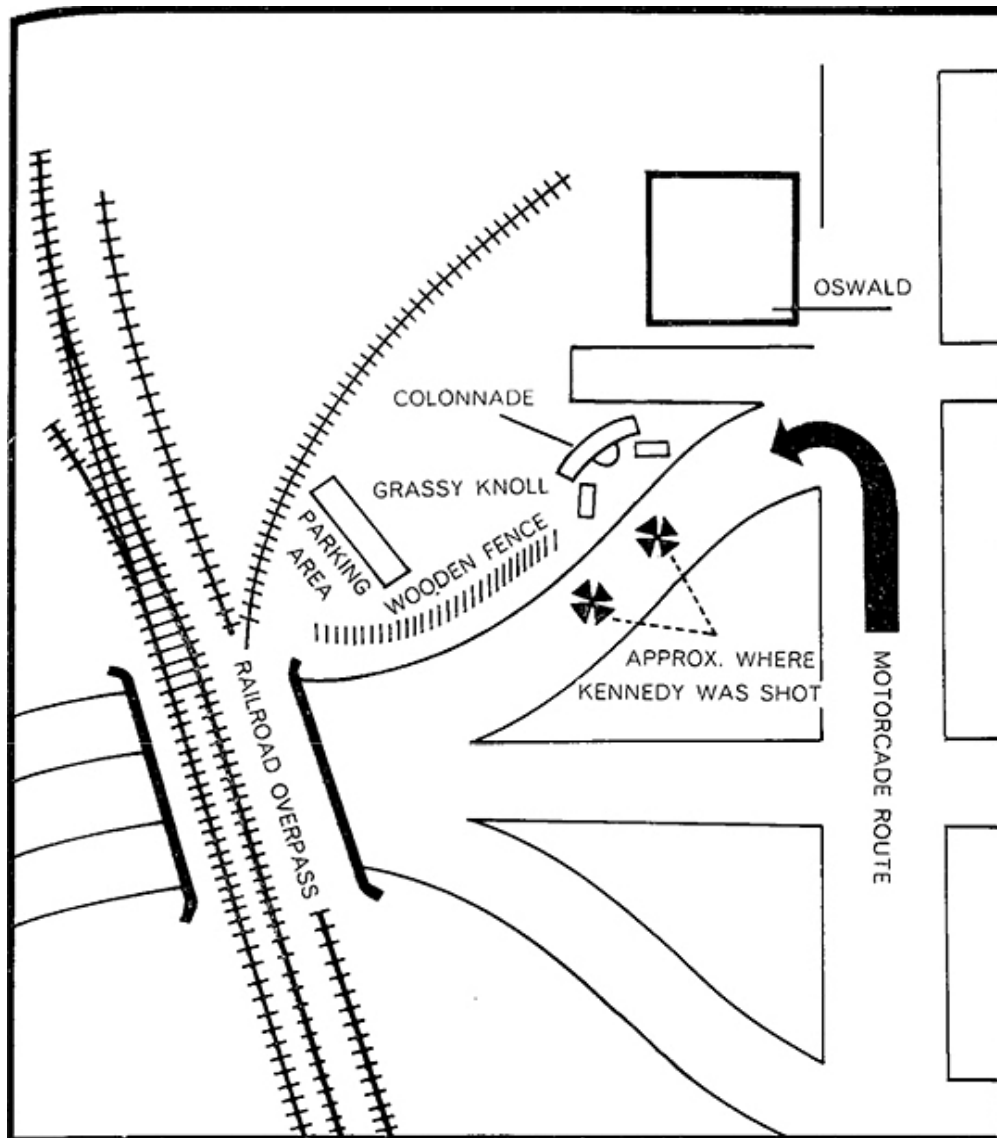 OSWALD
COLONNADE
GRASSY KNOLL
PARKING
AREA
WOODEN FENCE
APPROX. WHERE
KENNEDY WAS SHOT
RAILROAD OVERPASS
MOTORCADE ROUTE